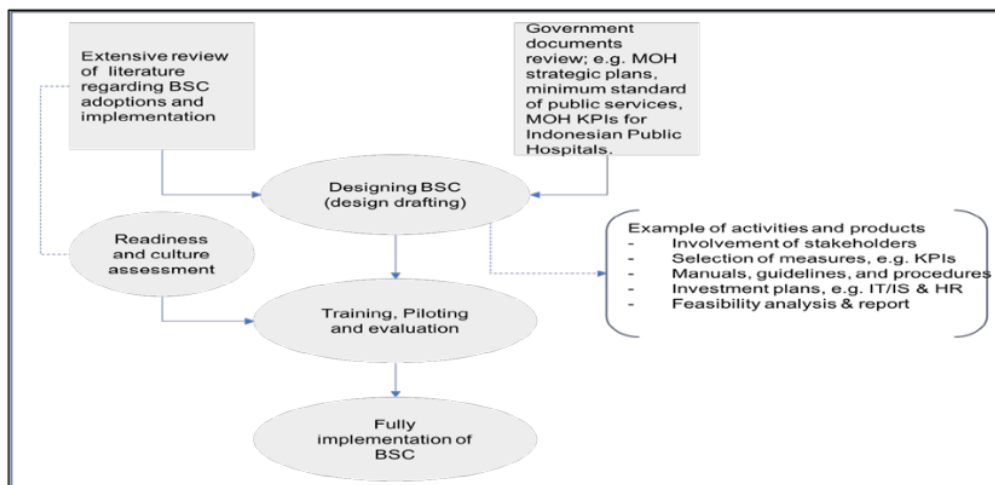 Extensive review
of literature
regarding BSC
adoptions and
implementation
Government
documents
review; e.g. MOH
strategic plans,
minimum standard
of public services,
MOH KPIs for
Indonesian Public
Hospitals.
Designing BSC
(design drafting)
Readiness
and culture
assessment
Example of activities and products
- Involvement of stakeholders
- Selection of measures, e.g. KPIs
- Manuals, guidelines, and procedures
- Investment plans, e.g. IT/IS & HR
- Feasibility analysis & report
Training, Piloting
and evaluation
Fully
implementation of
BSC